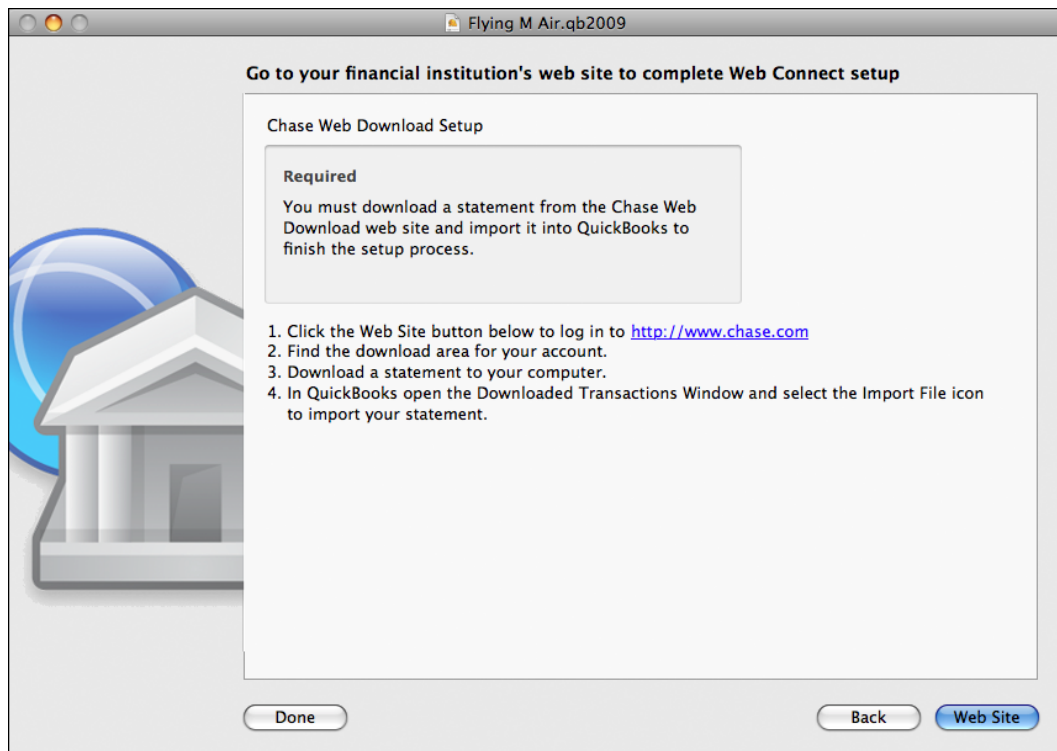 Flying M Air.qb2009
Go to your financial institution's web site to complete Web Connect setup
Chase Web Download Setup
Required
You must download a statement from the Chase Web
Download web site and import it into QuickBooks to
finish the setup process.
1. Click the Web Site button below to log in to http://www.chase.com
2. Find the download area for your account.
3. Download a statement to your computer.
4. In QuickBooks open the Downloaded Transactions Window and select the Import File icon
to import your statement.
Done
Back
Web Site